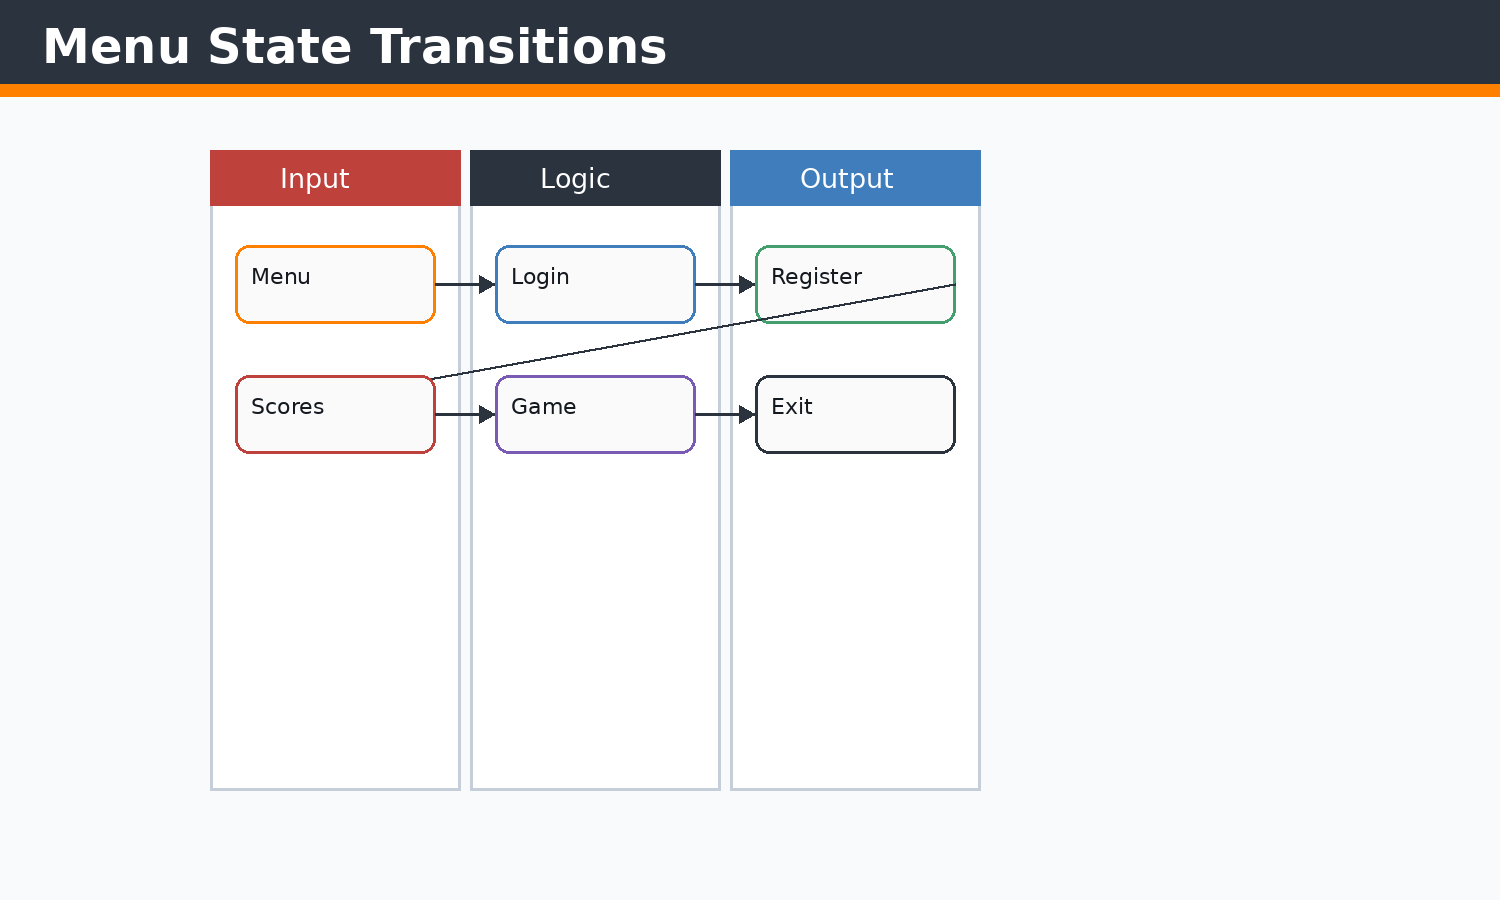 Menu State Transitions
Input
Logic
Output
Menu
Login
Register
Scores
Game
Exit